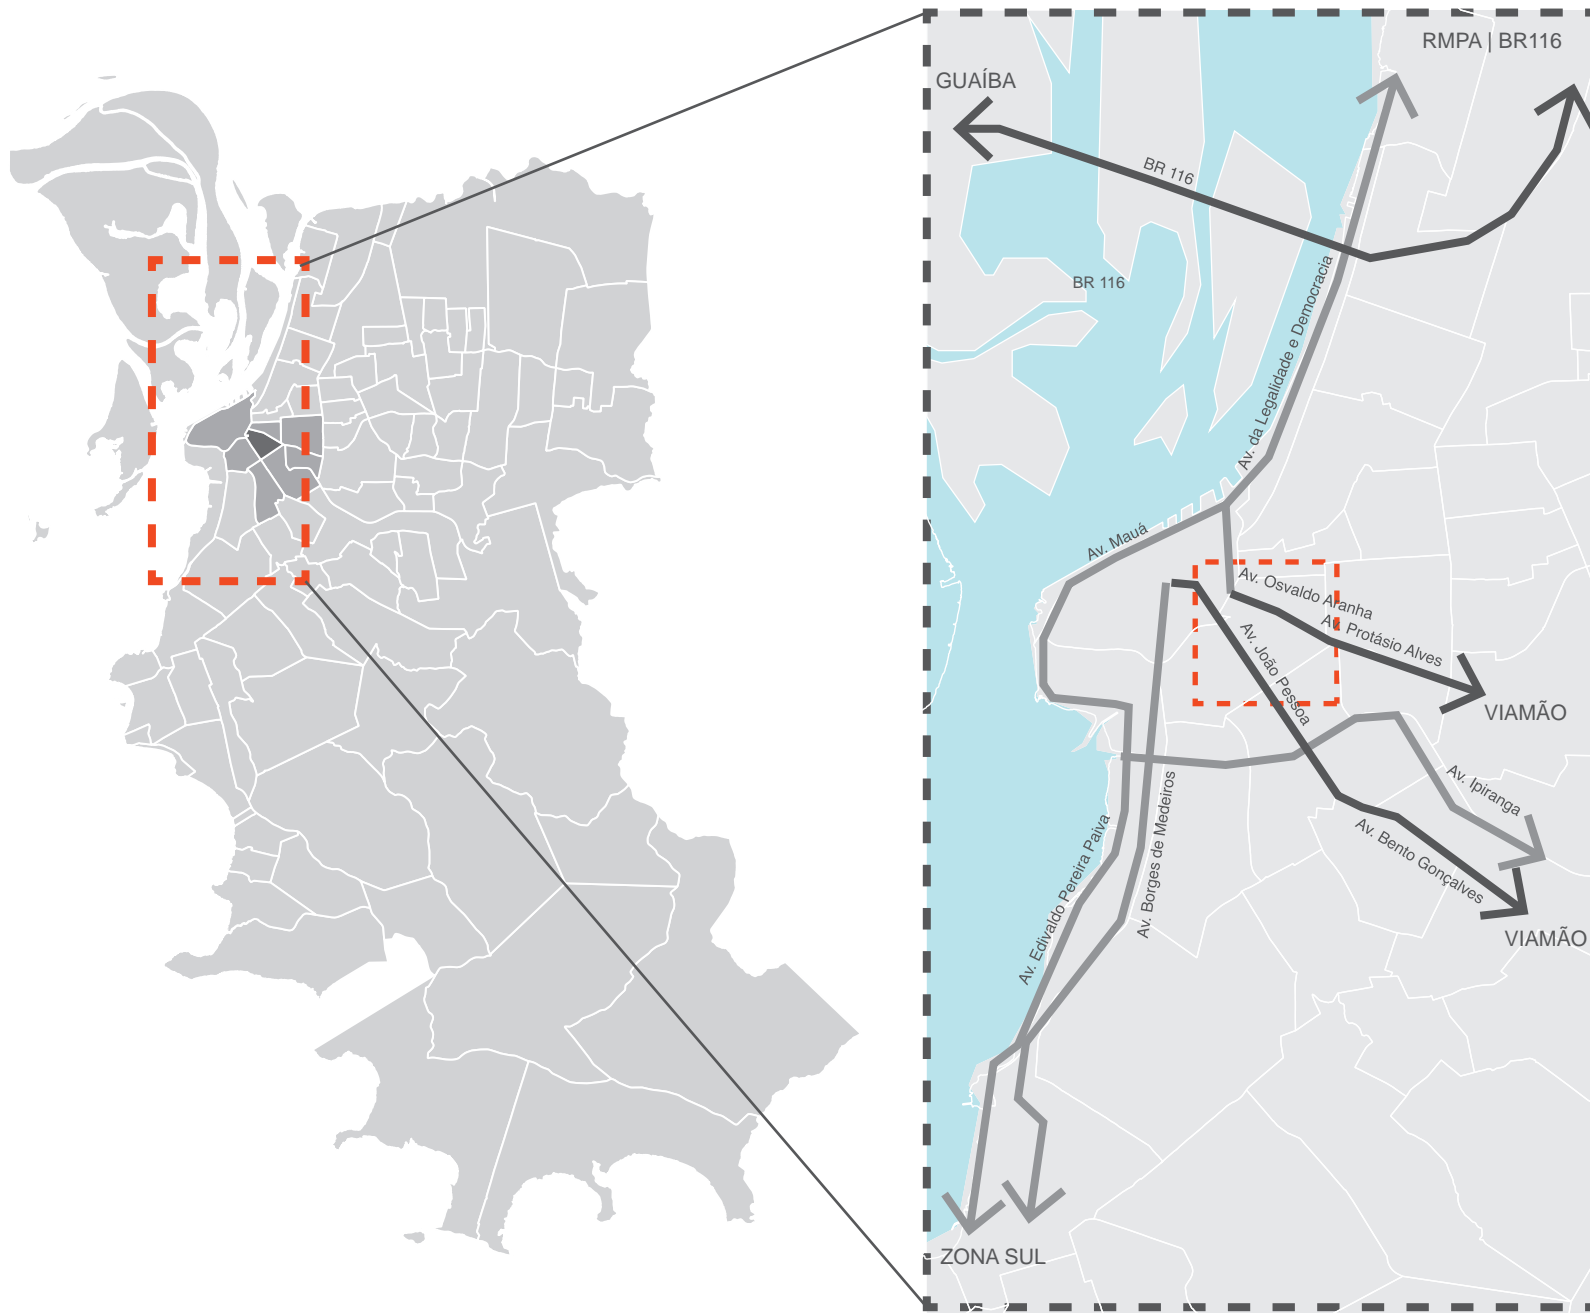 RMPA | BR116
GUAÍBA
BR 116
BR 116
Av. da Legalidade e Democracia
Av. Mauá
Av. Osvaldo Aranha
Av. Protásio Alves
Av. João Pessoa
VIAMÃO
Av. Ipiranga
Av. Borges de Medeiros
Av. Bento Gonçalves
Av. Edivaldo Pereira Paiva
VIAMÃO
ZONA SUL